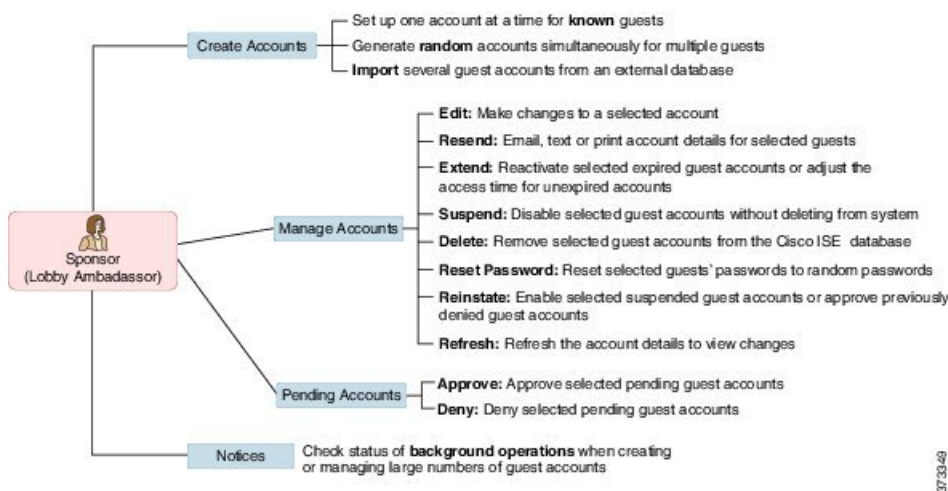 Set up one account at a time for known guests
Create Accounts
Generate random accounts simultaneously for multiple guests
Import several guest accounts from an external database
Edit: Make changes to a selected account
Resend: Email, text or print account details for selected guests
Extend: Reactivate selected expired guest accounts or adjust the
access time for unexpired accounts
Sponsor
(Lobby Ambadassor)
Manage Accounts
Suspend: Disable selected guest accounts without deleting from system
Delete: Remove selected guest accounts from the Cisco ISE database
Reset Password: Reset selected guests' passwords to random passwords
Reinstate: Enable selected suspended guest accounts or approve previously
denied guest accounts
Refresh: Refresh the account details to view changes
Pending Accounts
Approve: Approve selected pending guest accounts
Deny: Deny selected pending guest accounts
Notices
Check status of background operations when creating
or managing large numbers of guest accounts
373349